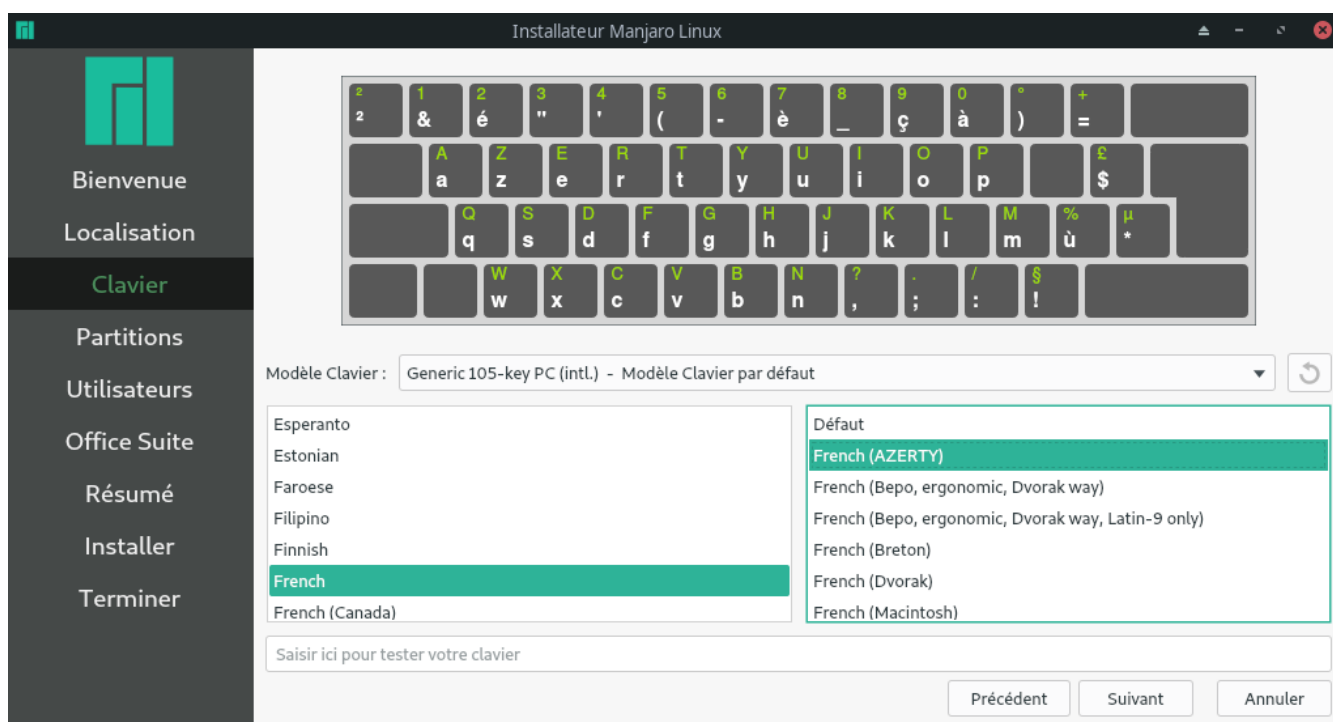 Installateur Manjaro Linux
Bienvenue
Localisation
Clavier
Partitions
Utilisateurs
Office Suite
Résumé
Installer
Terminer
2 1 2 3 4 5 6 7 8 9 0 ° +
² & é " ' ( - è _ ç à ) =
A Z E R T Y U I O P £
a z e r t y u i o p $
Q S D F G H J K L M % µ
q s d f g h j k l m ù *
W X C V B N ? . / §
w x c v b n , ; : !
Modèle Clavier : Generic 105-key PC (intl.) - Modèle Clavier par défaut
Esperanto
Estonian
Faroese
Filipino
Finnish
French
French (Canada)
Défaut
French (AZERTY)
French (Bepo, ergonomic, Dvorak way)
French (Bepo, ergonomic, Dvorak way, Latin-9 only)
French (Breton)
French (Dvorak)
French (Macintosh)
Saisir ici pour tester votre clavier
Précédent Suivant Annuler